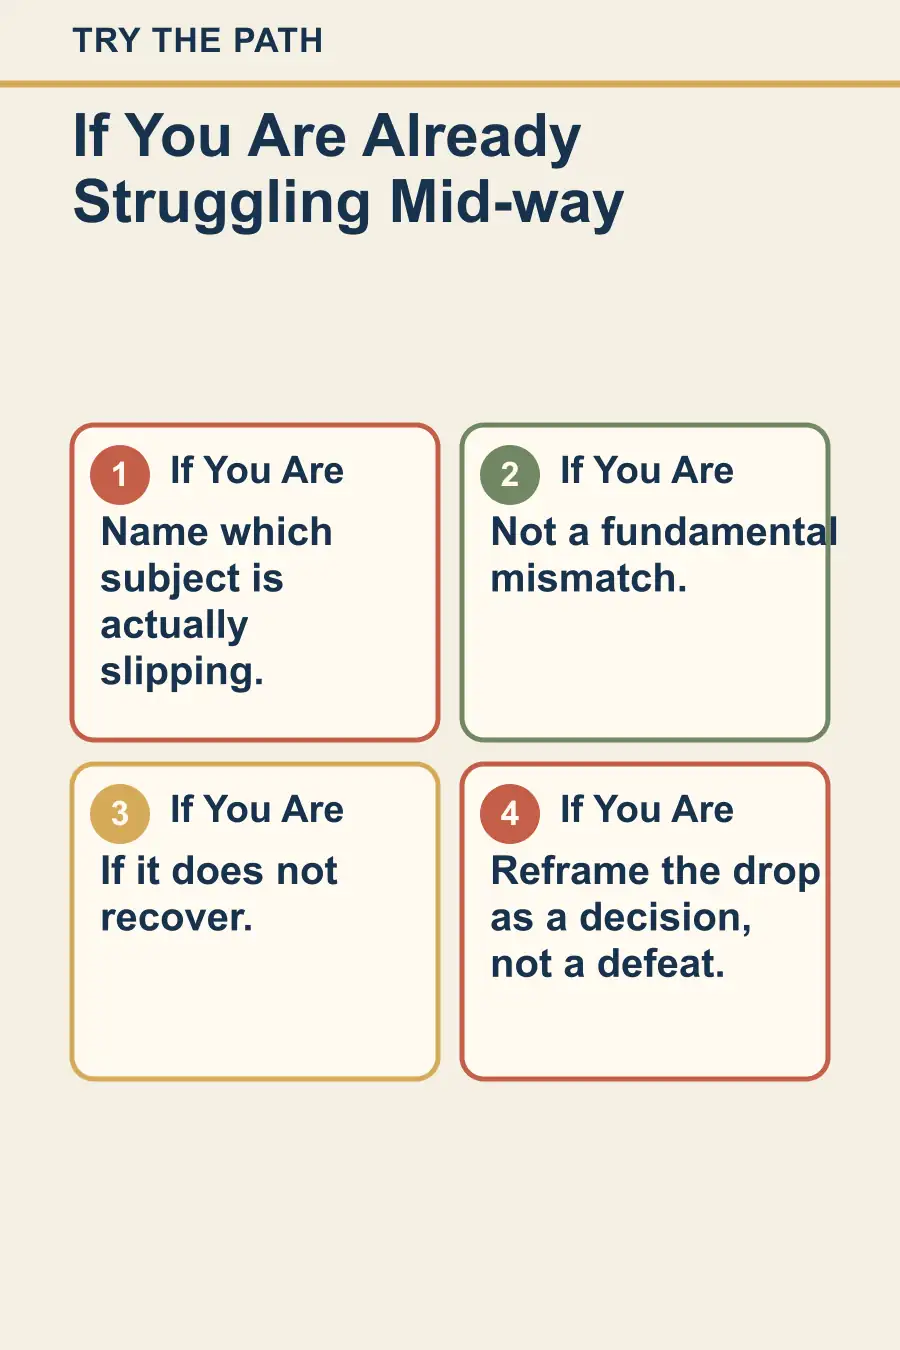 TRY THE PATH
If You Are Already
Struggling Mid-way
1 If You Are
Name which
subject is
actually
slipping.
2 If You Are
Not a fundamental
mismatch.
3 If You Are
If it does not
recover.
4 If You Are
Reframe the drop
as a decision,
not a defeat.